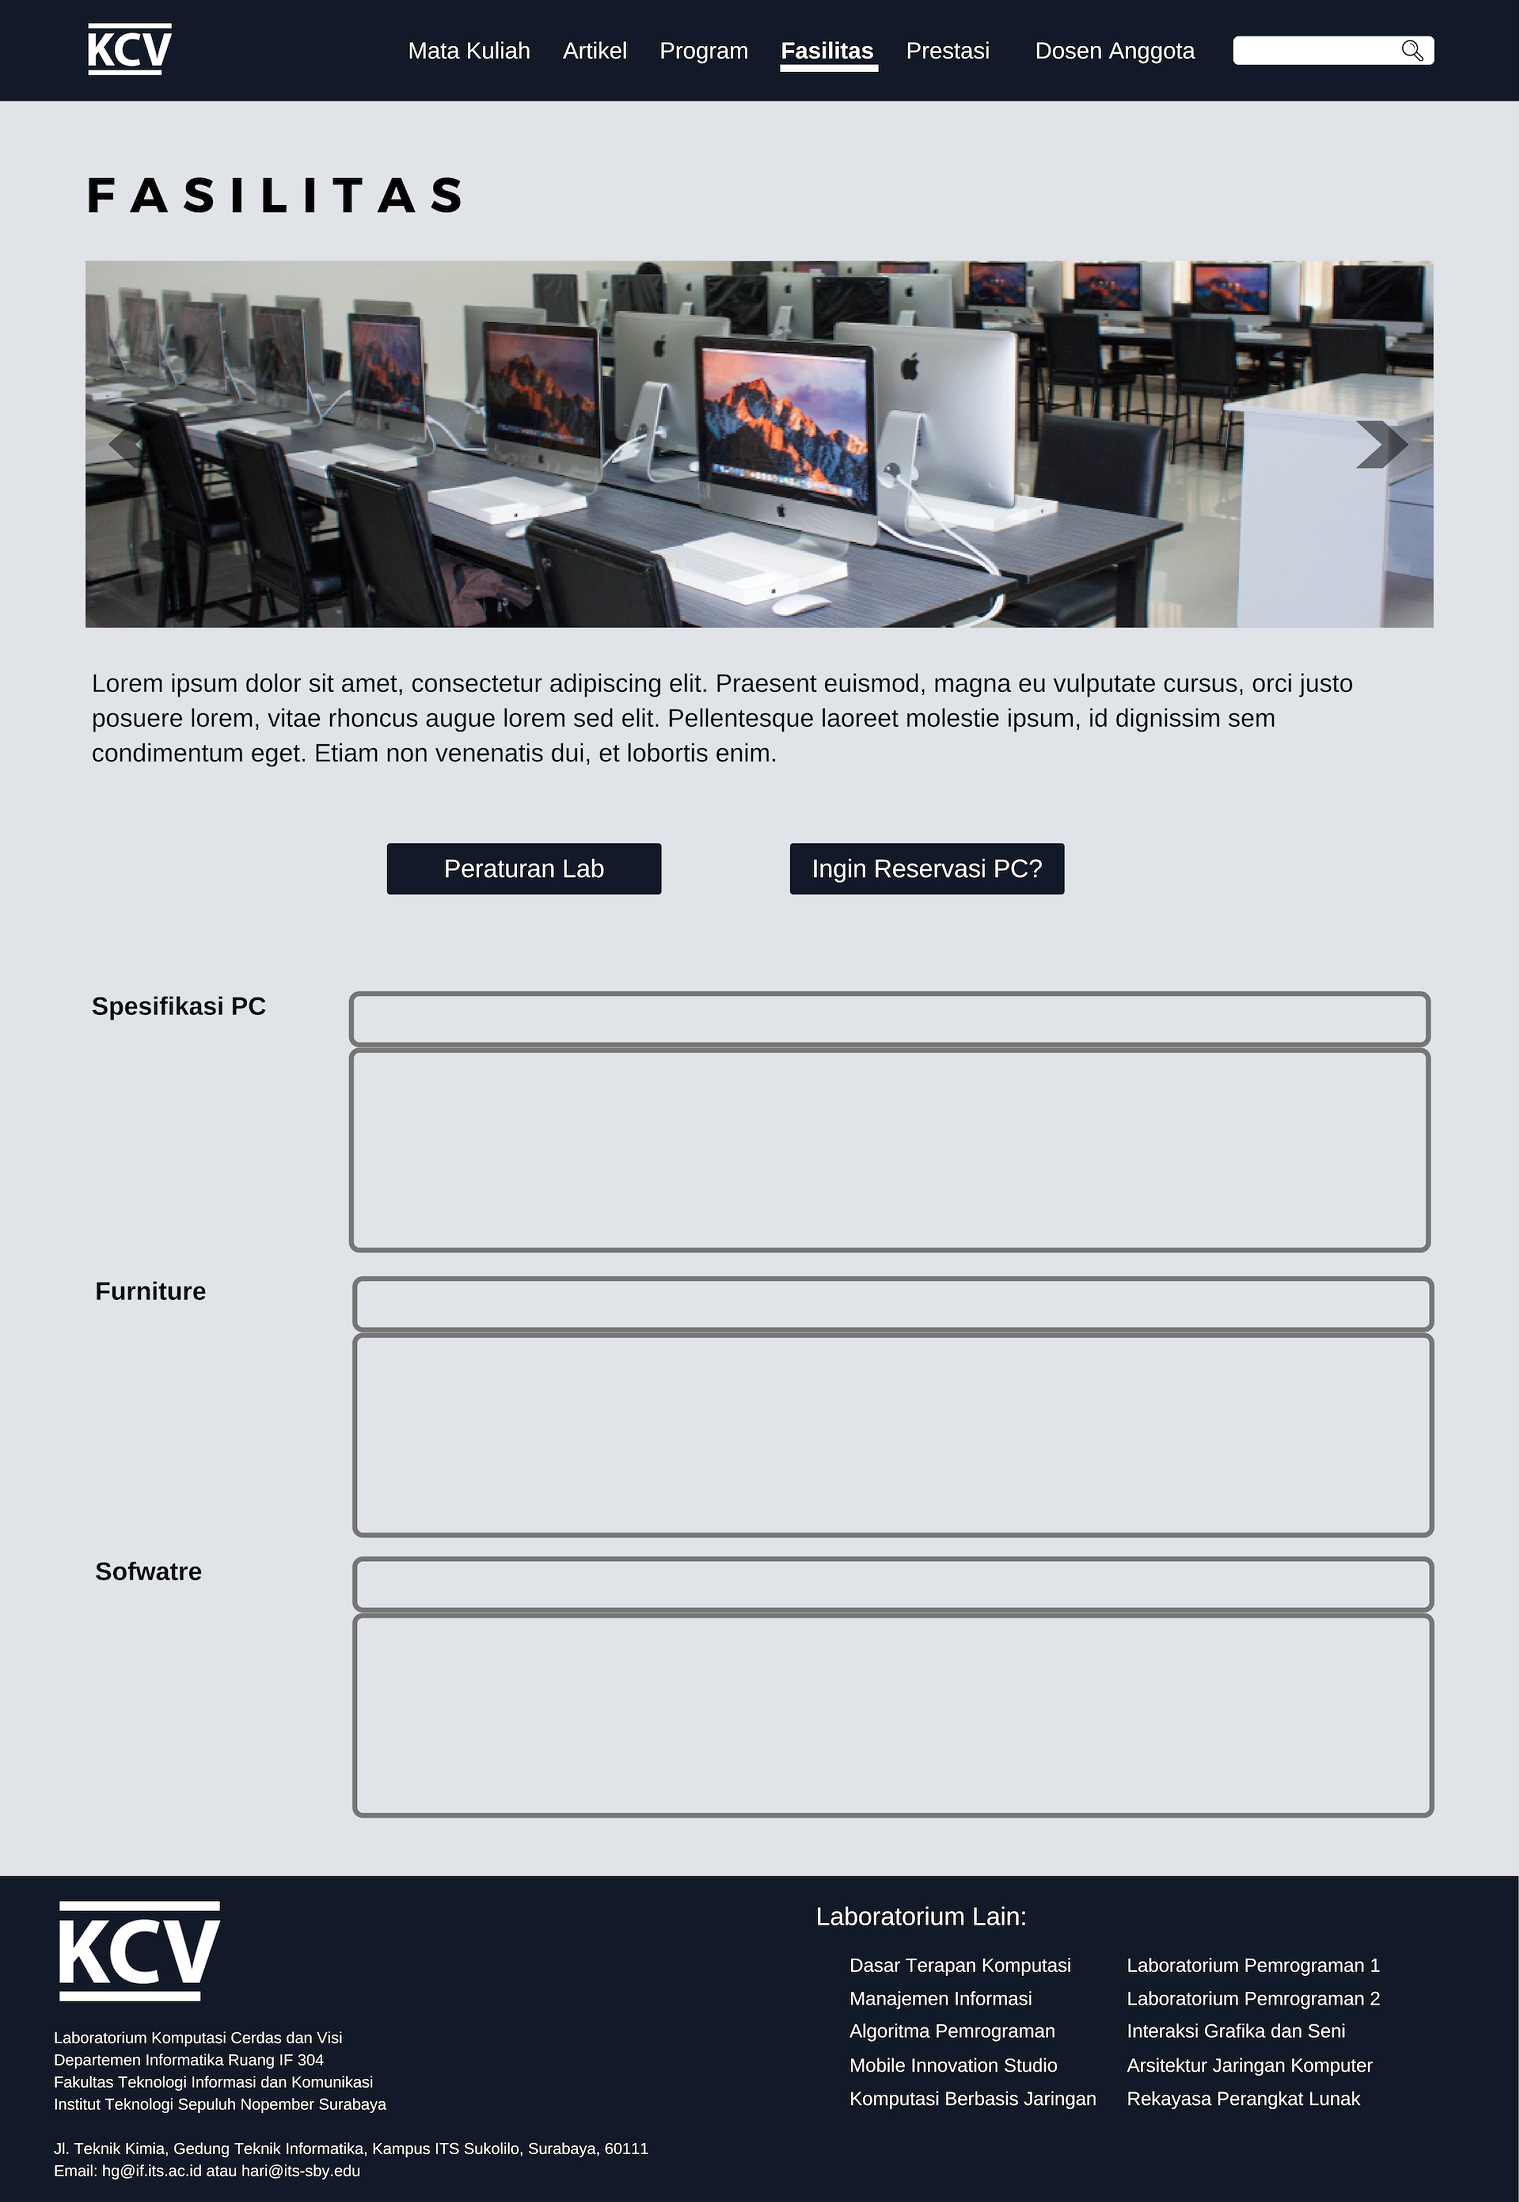 KCV
Mata Kuliah Artikel Program Fasilitas Prestasi Dosen Anggota
FASILITAS
Lorem ipsum dolor sit amet, consectetur adipiscing elit. Praesent euismod, magna eu vulputate cursus, orci justo
posuere lorem, vitae rhoncus augue lorem sed elit. Pellentesque laoreet molestie ipsum, id dignissim sem
condimentum eget. Etiam non venenatis dui, et lobortis enim.
Peraturan Lab
Ingin Reservasi PC?
Spesifikasi PC
Furniture
Sofwatre
KCV
Laboratorium Komputasi Cerdas dan Visi
Departemen Informatika Ruang IF 304
Fakultas Teknologi Informasi dan Komunikasi
Institut Teknologi Sepuluh Nopember Surabaya
Jl. Teknik Kimia, Gedung Teknik Informatika, Kampus ITS Sukolilo, Surabaya, 60111
Email: hg@if.its.ac.id atau hari@its-sby.edu
Laboratorium Lain:
Dasar Terapan Komputasi
Manajemen Informasi
Algoritma Pemrograman
Mobile Innovation Studio
Komputasi Berbasis Jaringan
Laboratorium Pemrograman 1
Laboratorium Pemrograman 2
Interaksi Grafika dan Seni
Arsitektur Jaringan Komputer
Rekayasa Perangkat Lunak